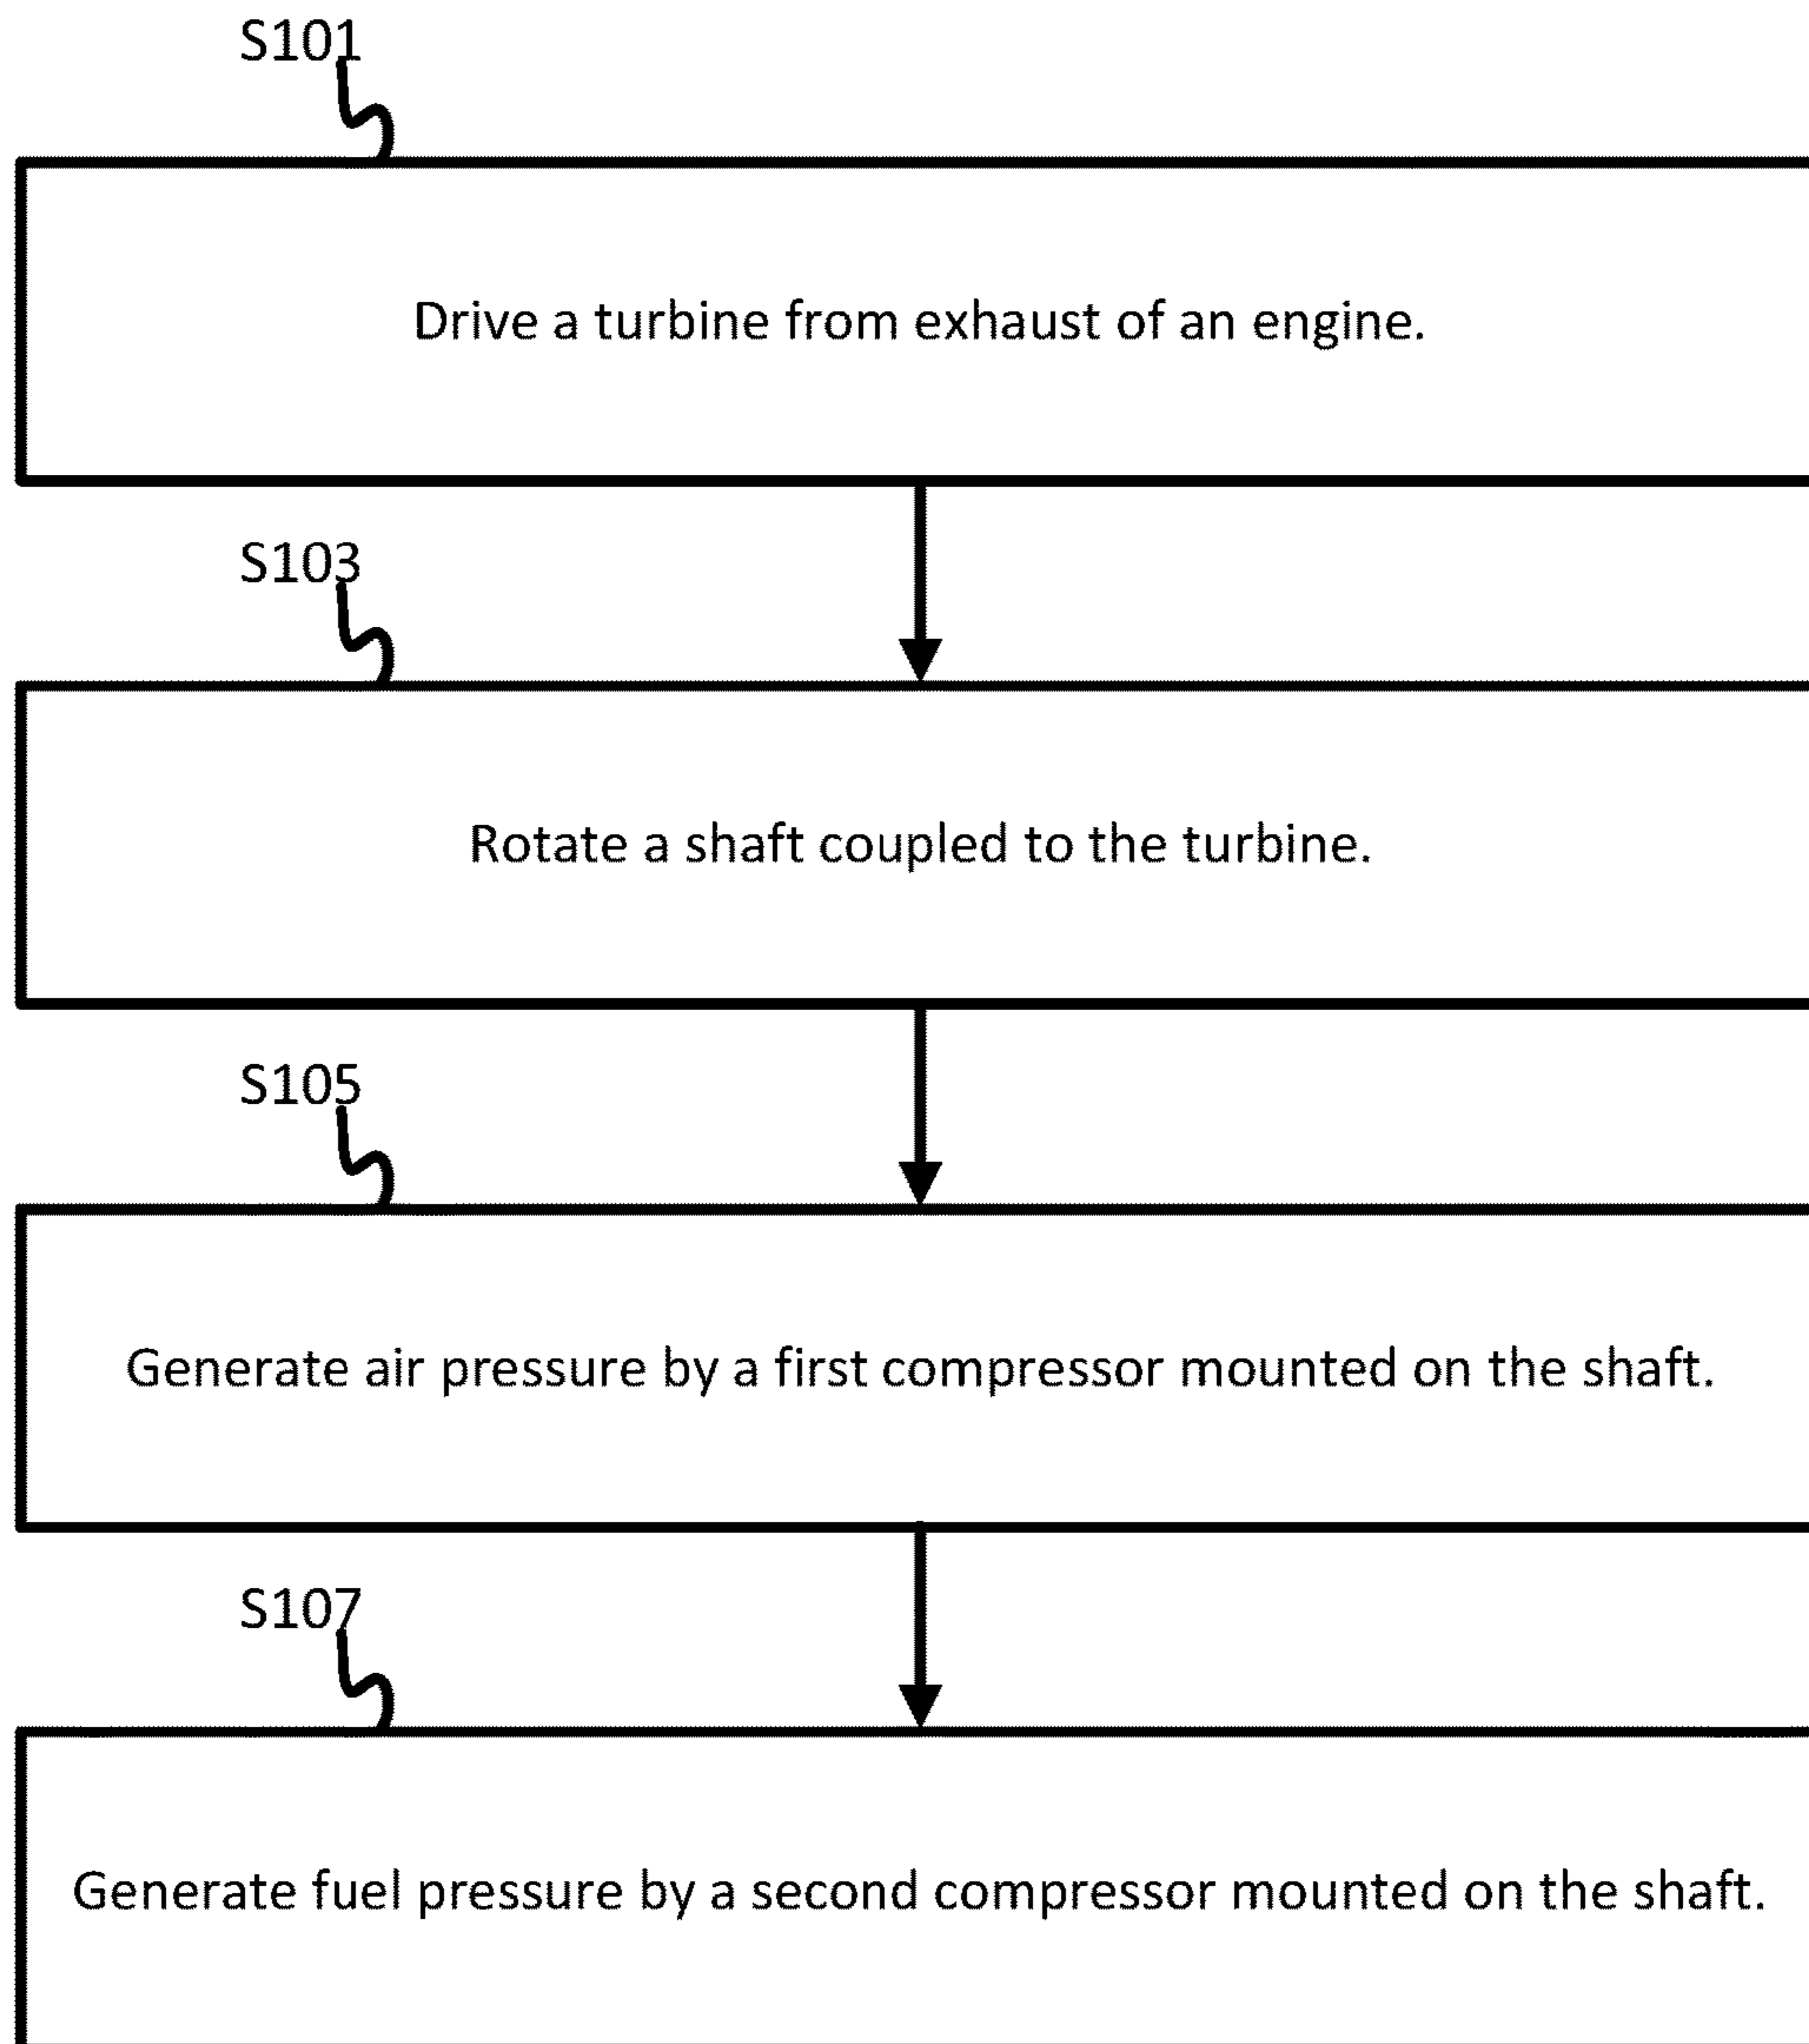 S101
Drive a turbine from exhaust of an engine.
S103
Rotate a shaft coupled to the turbine.
S105
Generate air pressure by a first compressor mounted on the shaft.
S107
Generate fuel pressure by a second compressor mounted on the shaft.